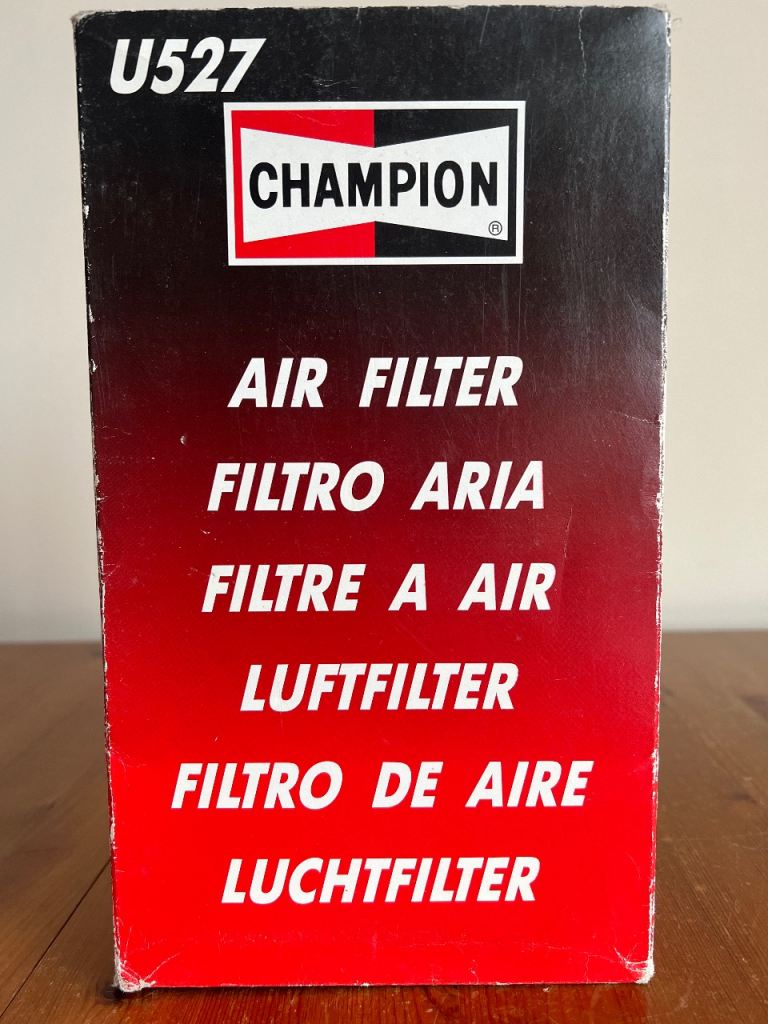 U527
CHAMPION
®
AIR FILTER
FILTRO ARIA
FILTRE A AIR
LUFTFILTER
FILTRO DE AIRE
LUCHTFILTER